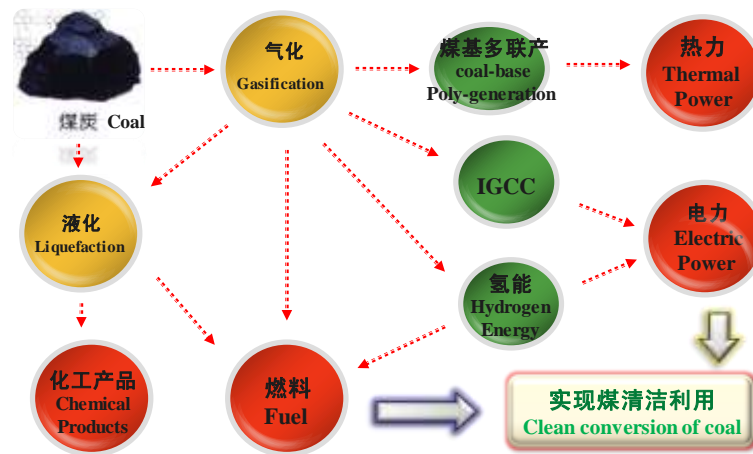 煤炭 Coal
气化
Gasification
煤基多联产
coal-base
Poly-generation
热力
Thermal
Power
液化
Liquefaction
IGCC
电力
Electric
Power
氢能
Hydrogen
Energy
化工产品
Chemical
Products
燃料
Fuel
实现煤清洁利用
Clean conversion of coal